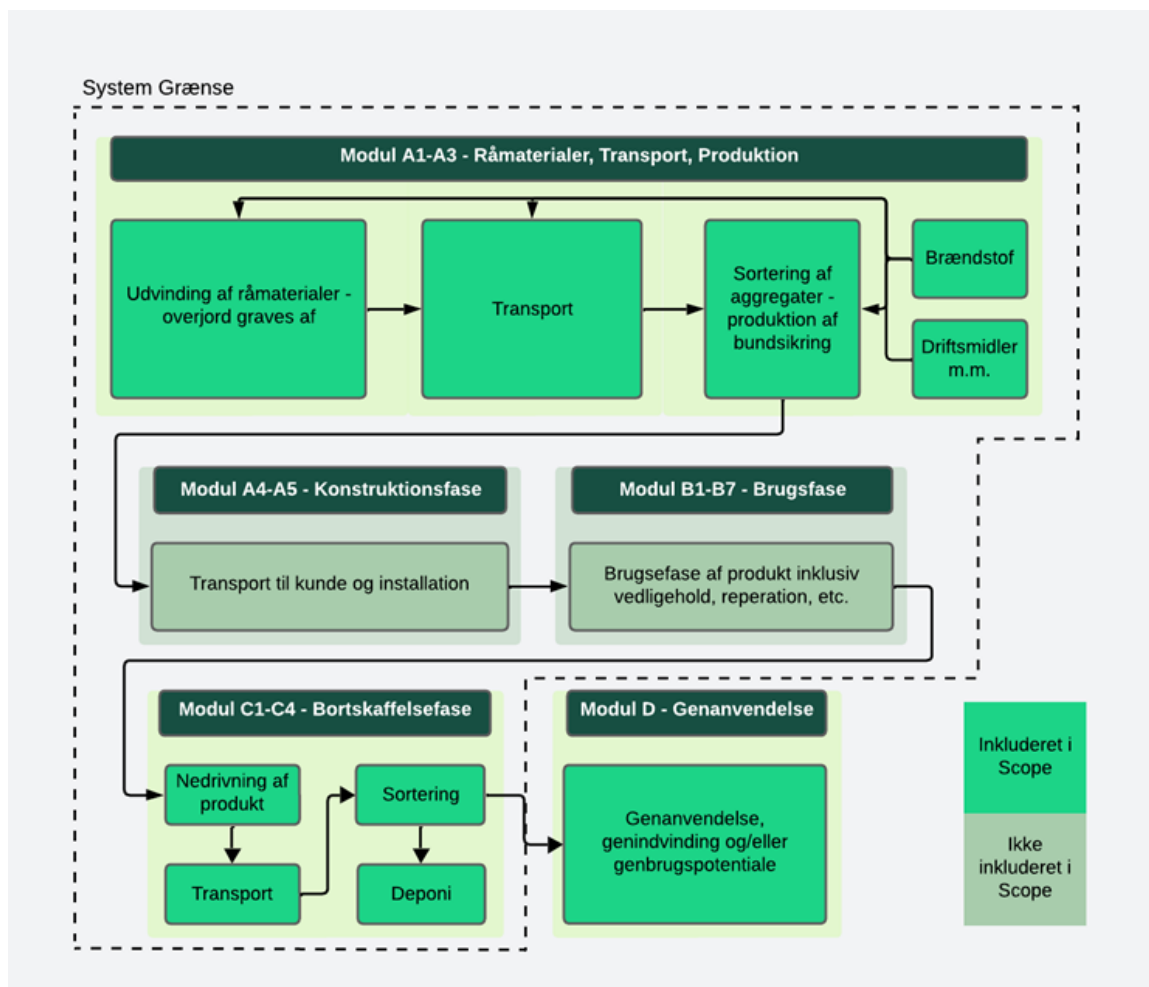 System Grænse
Modul A1-A3 - Råmaterialer, Transport, Produktion
Udvinding af råmaterialer -
overjord graves af
Transport
Sortering af
aggregater -
produktion af
bundsikring
Brændstof
Driftsmidler
m.m.
Modul A4-A5 - Konstruktionsfase
Modul B1-B7 - Brugsfase
Transport til kunde og installation
Brugsefase af produkt inklusiv
vedligehold, reperation, etc.
Modul C1-C4 - Bortskaffelsefase
Modul D - Genanvendelse
Nedrivning af
produkt
Sortering
Transport
Deponi
Genanvendelse,
genindvinding og/eller
genbrugspotentiale
Inkluderet i
Scope
Ikke
inkluderet i
Scope